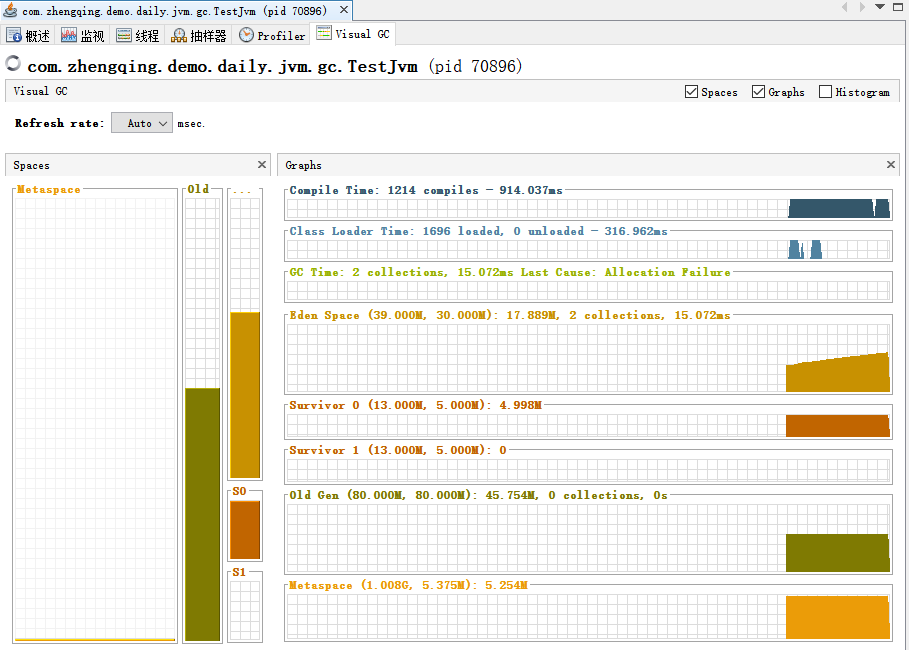 com.zhengqing.demo.daily.jvm.gc.TestJvm (pid 70896)
概述 监视 线程 抽样器 Profiler Visual GC
com.zhengqing.demo.daily.jvm.gc.TestJvm (pid 70896)
Visual GC Spaces Graphs Histogram
Refresh rate: Auto msec.
Spaces
Metaspace Old ...
S0
S1
Graphs
Compile Time: 1214 compiles - 914.037ms
Class Loader Time: 1696 loaded, 0 unloaded - 316.962ms
GC Time: 2 collections, 15.072ms Last Cause: Allocation Failure
Eden Space (39.000M, 30.000M): 17.889M, 2 collections, 15.072ms
Survivor 0 (13.000M, 5.000M): 4.998M
Survivor 1 (13.000M, 5.000M): 0
Old Gen (80.000M, 80.000M): 45.754M, 0 collections, 0s
Metaspace (1.008G, 5.375M): 5.254M